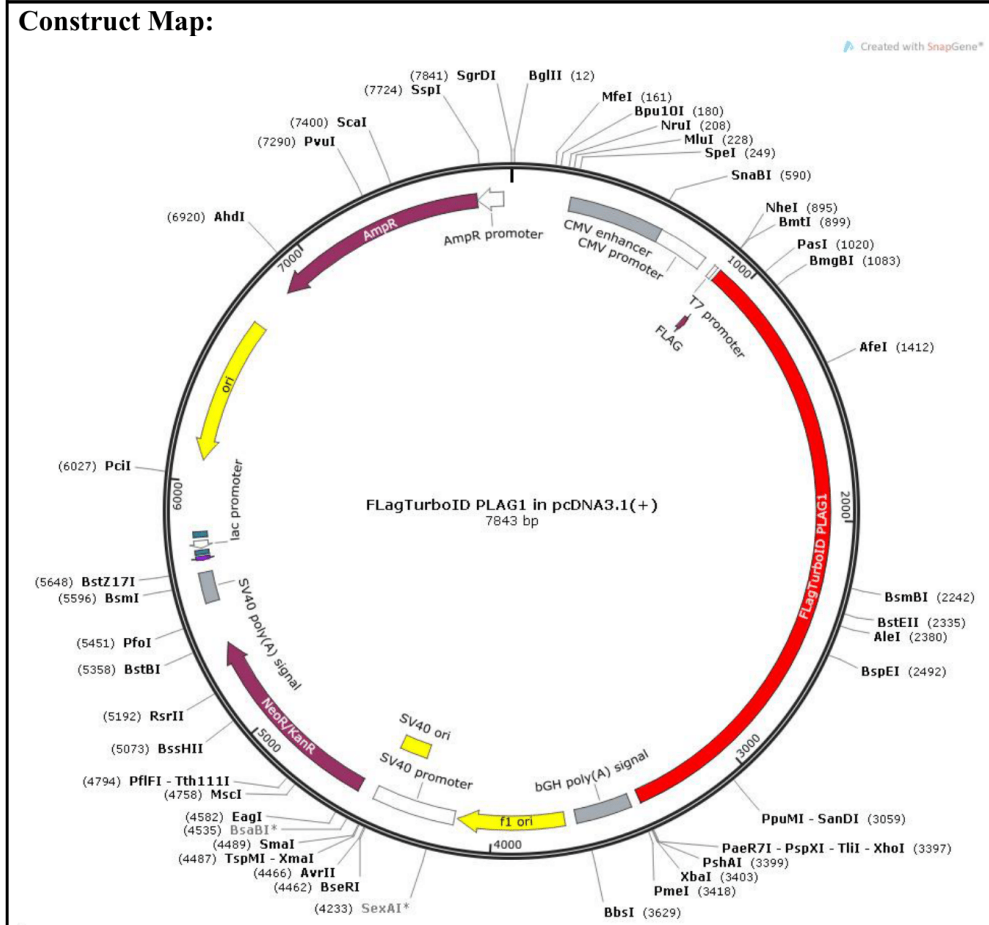 Construct Map:
Created with SnapGene®
(7841) SgrDI
BglII (12)
(7724) SspI
MfeI (161)
Bpu10I (180)
(7400) ScaI
NruI (208)
(7290) PvuI
MluI (228)
SpeI (249)
SnaBI (590)
NheI (895)
BmtI (899)
(6920) AhdI
PasI (1020)
BmgBI (1083)
AmpR
AmpR promoter
CMV enhancer
CMV promoter
7000
1000
T7 promoter
FLAG
AfeI (1412)
ori
(6027) PciI
6000
lac promoter
FLagTurboID PLAG1 in pcDNA3.1(+)
7843 bp
2000
FLagTurboID PLAG1
(5648) BstZ17I
(5596) BsmI
BsmBI (2242)
SV40 poly(A) signal
BstEII (2335)
(5451) PfoI
AleI (2380)
(5358) BstBI
BspEI (2492)
(5192) RsrII
NeoR/KanR
SV40 ori
5000
3000
(5073) BssHII
SV40 promoter
bGH poly(A) signal
(4794) PflFI - Tth111I
(4758) MscI
f1 ori
PpuMI - SanDI (3059)
(4582) EagI
(4535) BsaBI*
4000
PaeR7I - PspXI - TliI - XhoI (3397)
(4489) SmaI
PshAI (3399)
(4487) TspMI - XmaI
XbaI (3403)
(4466) AvrII
PmeI (3418)
(4462) BseRI
(4233) SexAI*
BbsI (3629)